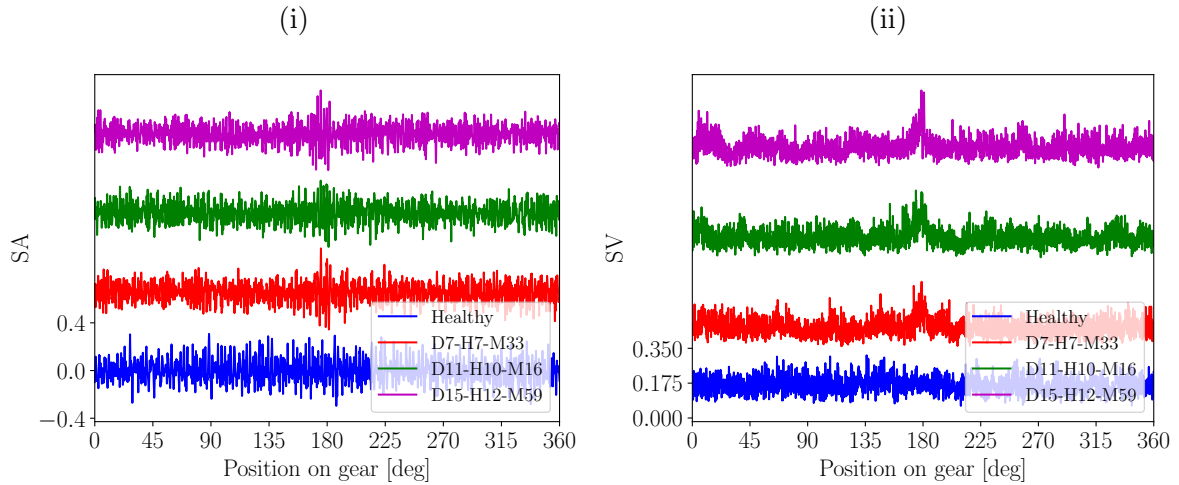 (i)
SA
0.4
0.0
−0.4
0
45
90
135
180
225
270
315
360
Position on gear [deg]
Healthy
D7-H7-M33
D11-H10-M16
D15-H12-M59
(ii)
SV
0.350
0.175
0.000
0
45
90
135
180
225
270
315
360
Position on gear [deg]
Healthy
D7-H7-M33
D11-H10-M16
D15-H12-M59